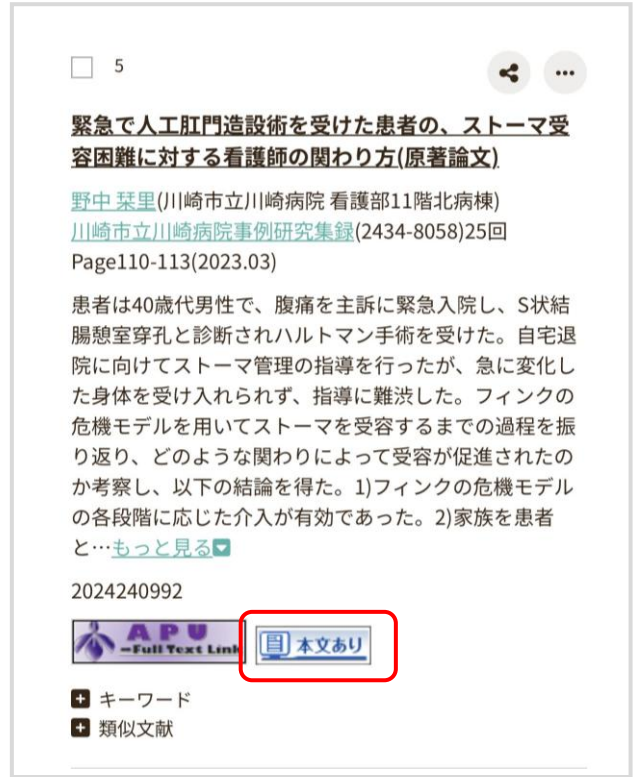 5
緊急で人工肛門造設術を受けた患者の、ストーマ受
容困難に対する看護師の関わり方(原著論文)
野中 栞里(川崎市立川崎病院 看護部11階北病棟)
川崎市立川崎病院事例研究集録(2434-8058)25回
Page110-113(2023.03)
患者は40歳代男性で、腹痛を主訴に緊急入院し、S状結
腸憩室穿孔と診断されハルトマン手術を受けた。自宅退
院に向けてストーマ管理の指導を行ったが、急に変化し
た身体を受け入れられず、指導に難渋した。フィンクの
危機モデルを用いてストーマを受容するまでの過程を振
り返り、どのような関わりによって受容が促進されたの
か考察し、以下の結論を得た。1)フィンクの危機モデル
の各段階に応じた介入が有効であった。2)家族を患者
と…もっと見る
2024240992
APU
-Full Text Link
本文あり
キーワード
類似文献